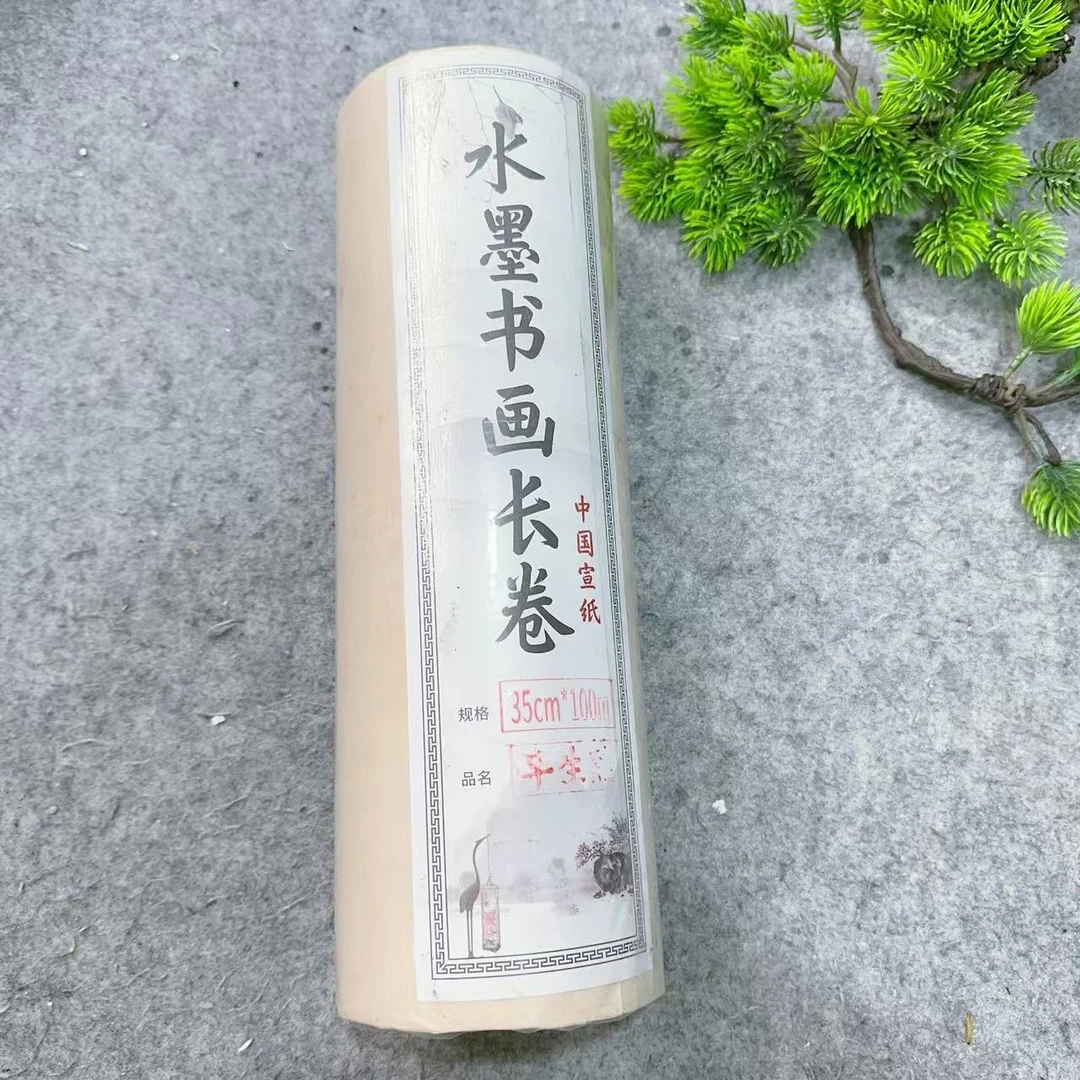 水墨书画长卷
中国宣纸
规格 35cm*100m
品名